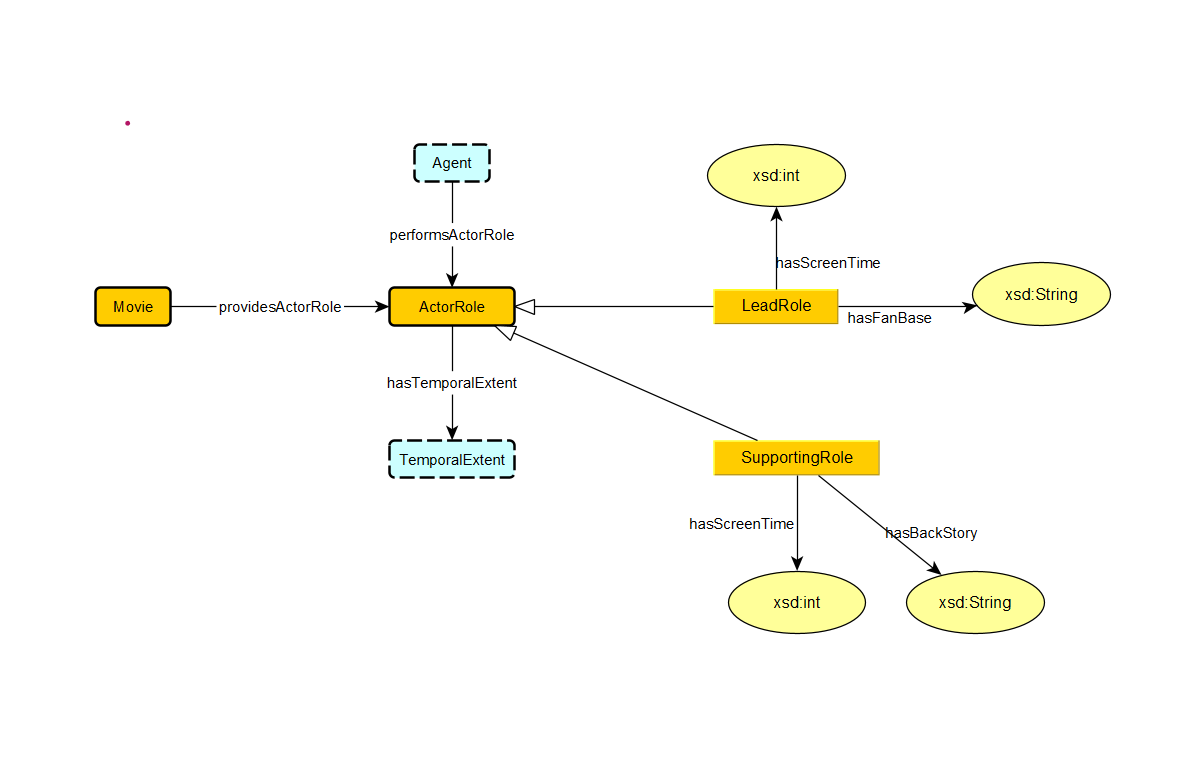 Agent
xsd:int
performsActorRole
hasScreenTime
Movie
providesActorRole
ActorRole
LeadRole
hasFanBase
xsd:String
hasTemporalExtent
TemporalExtent
SupportingRole
hasScreenTime
hasBackStory
xsd:int
xsd:String